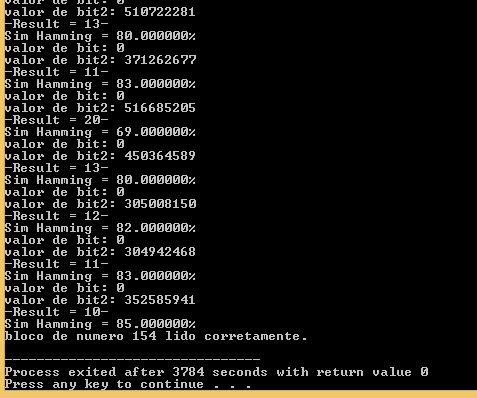 valor de bit: 0
valor de bit2: 510722281
-Result = 13-
Sim Hamming = 80.000000%
valor de bit: 0
valor de bit2: 371262677
-Result = 11-
Sim Hamming = 83.000000%
valor de bit: 0
valor de bit2: 516685205
-Result = 20-
Sim Hamming = 69.000000%
valor de bit: 0
valor de bit2: 450364589
-Result = 13-
Sim Hamming = 80.000000%
valor de bit: 0
valor de bit2: 305008150
-Result = 12-
Sim Hamming = 82.000000%
valor de bit: 0
valor de bit2: 304942468
-Result = 11-
Sim Hamming = 83.000000%
valor de bit: 0
valor de bit2: 352585941
-Result = 10-
Sim Hamming = 85.000000%
bloco de numero 154 lido corretamente.
--------------------------------
Process exited after 3784 seconds with return value 0
Press any key to continue . . .